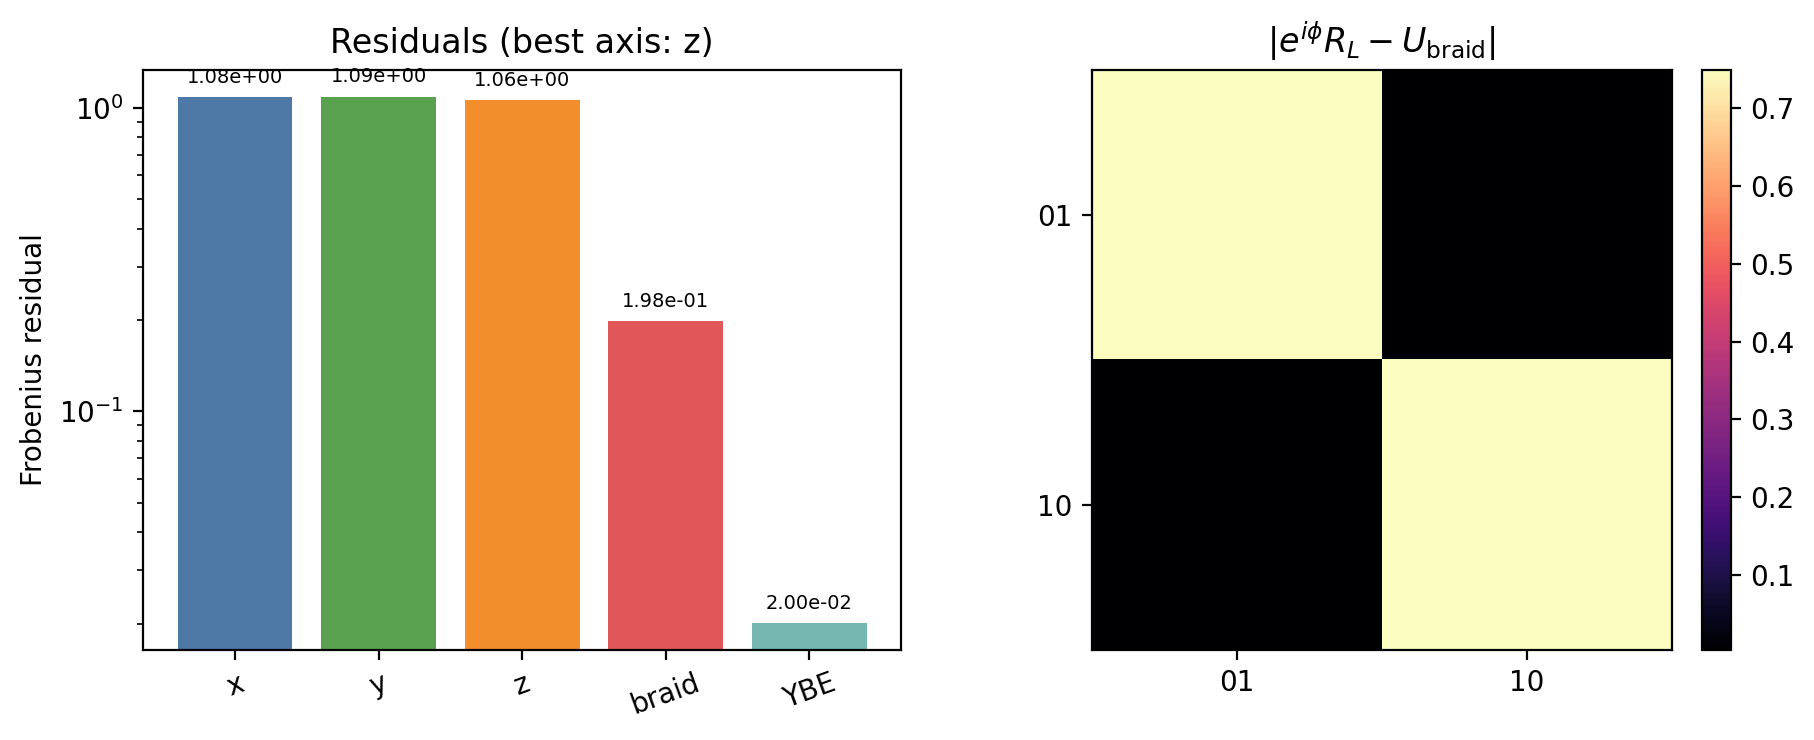 Residuals (best axis: z)
Frobenius residual
10⁰
10⁻¹
1.08e+00
1.09e+00
1.06e+00
1.98e-01
2.00e-02
x
y
z
braid
YBE
|e^{iϕ}R_L − U_braid|
01
10
01
10
0.7
0.6
0.5
0.4
0.3
0.2
0.1